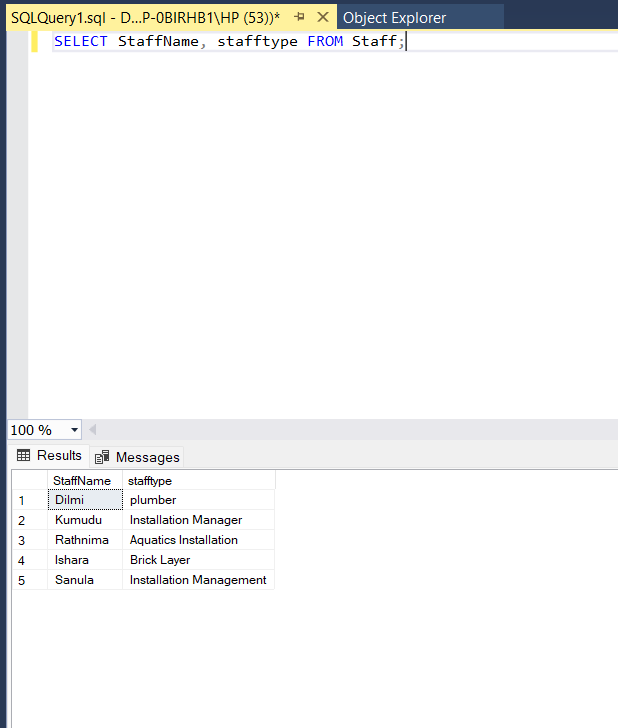 SQLQuery1.sql - D...P-0BIRHB1\HP (53))* Object Explorer
SELECT StaffName, stafftype FROM Staff;
100 %
Results Messages
StaffName stafftype
1 Dilmi plumber
2 Kumudu Installation Manager
3 Rathnima Aquatics Installation
4 Ishara Brick Layer
5 Sanula Installation Management